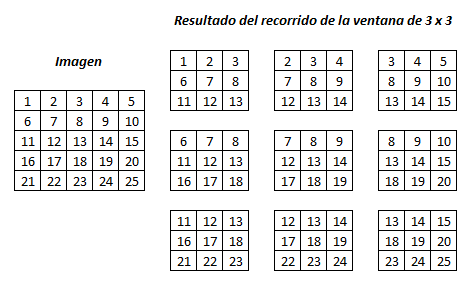 Resultado del recorrido de la ventana de 3 x 3
Imagen
1 2 3 4 5
6 7 8 9 10
11 12 13 14 15
16 17 18 19 20
21 22 23 24 25
1 2 3
6 7 8
11 12 13
2 3 4
7 8 9
12 13 14
3 4 5
8 9 10
13 14 15
6 7 8
11 12 13
16 17 18
7 8 9
12 13 14
17 18 19
8 9 10
13 14 15
18 19 20
11 12 13
16 17 18
21 22 23
12 13 14
17 18 19
22 23 24
13 14 15
18 19 20
23 24 25